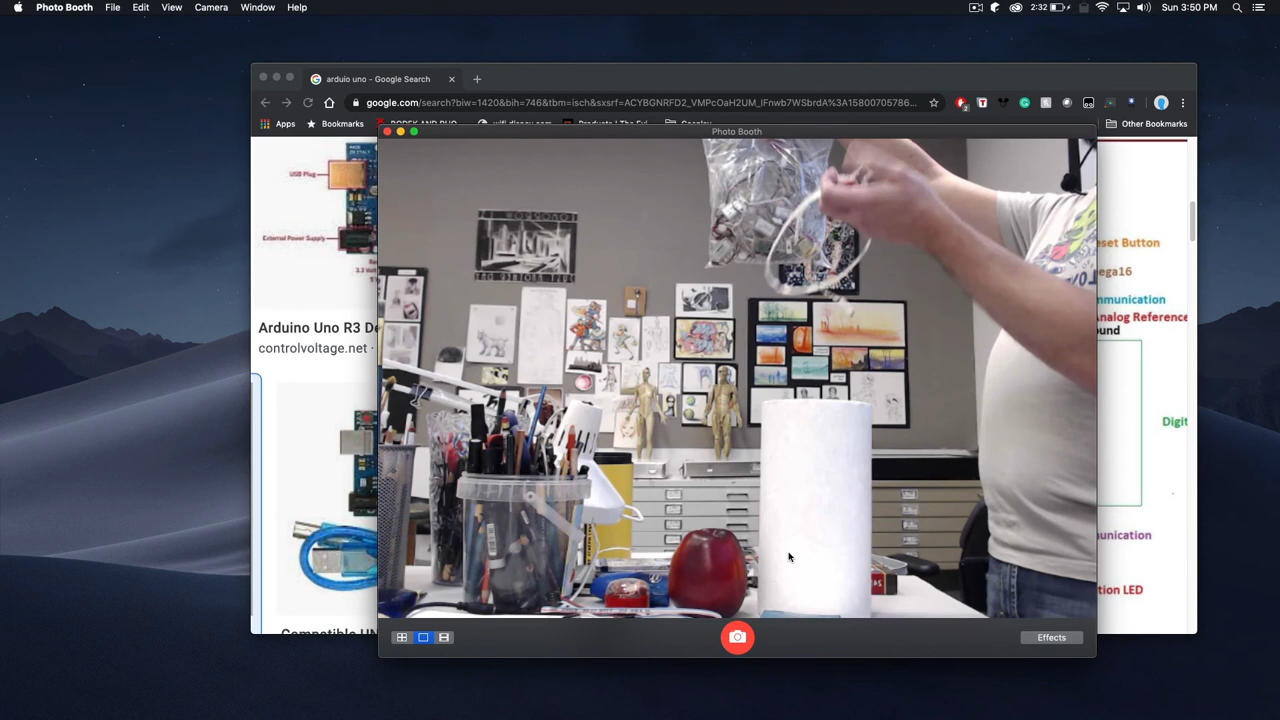 Photo Booth File Edit View Camera Window Help 2:32 Sun 3:50 PM
arduio uno - Google Search
google.com/search?biw=1420&bih=746&tbm=isch&sxsrf=ACYBGNRFD2_VMPcOaH2UM_lFnwb7WSbrdA%3A15800705786...
Apps Bookmarks Other Bookmarks
Photo Booth
USB Plug
External Power Supply
Arduino Uno R3 De
controlvoltage.net ·
eset Button
ega16
mmunication
Analog Reference
ound
Digit
unication
tion LED
Effects